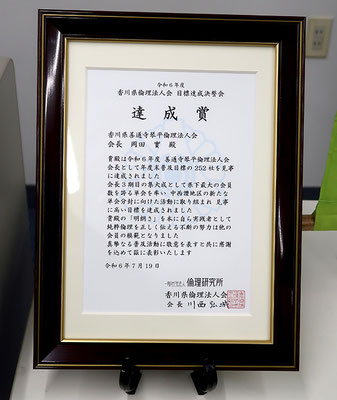 令和６年度
香川県倫理法人会 目標達成決誓会
達成賞
香川県善通寺琴平倫理法人会
会長 岡田 實 殿
貴殿は令和６年度 善通寺琴平倫理法人会
会長として年度末普及目標の252社を見事
に達成されました
会長３期目の集大成として県下最大の会員
数を誇る単会を率い 中西讃地区の新たな
単会分封に向けた活動に取り組まれ 見事
に高い目標を達成されました
貴殿の「明朗さ」を本に自ら実践者として
純粋倫理を正しく伝える不断の努力は他の
会員の模範となりました
真摯なる普及活動に敬意を表すと共に感謝
を込めて茲に表彰いたします
令和６年７月19日
一般社団法人 倫理研究所
香川県倫理法人会
会長 川西